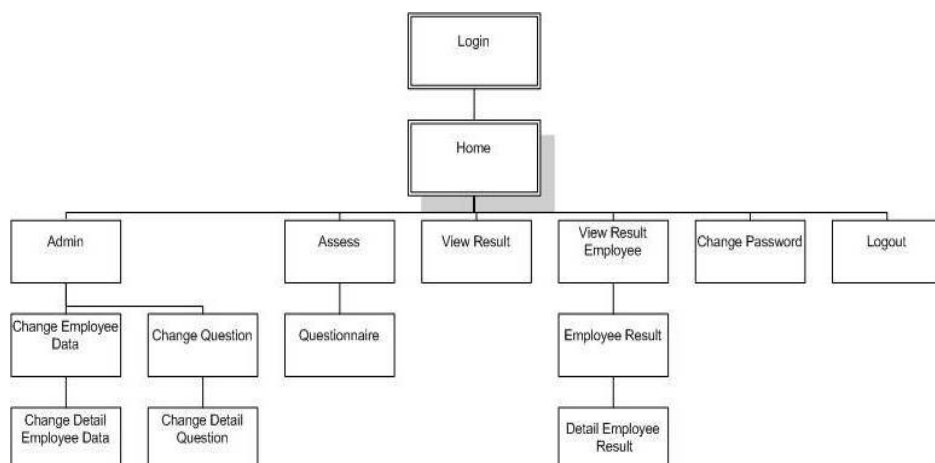 Login
Home
Admin
Assess
View Result
View Result
Employee
Change Password
Logout
Change Employee
Data
Change Question
Questionnaire
Employee Result
Change Detail
Employee Data
Change Detail
Question
Detail Employee
Result